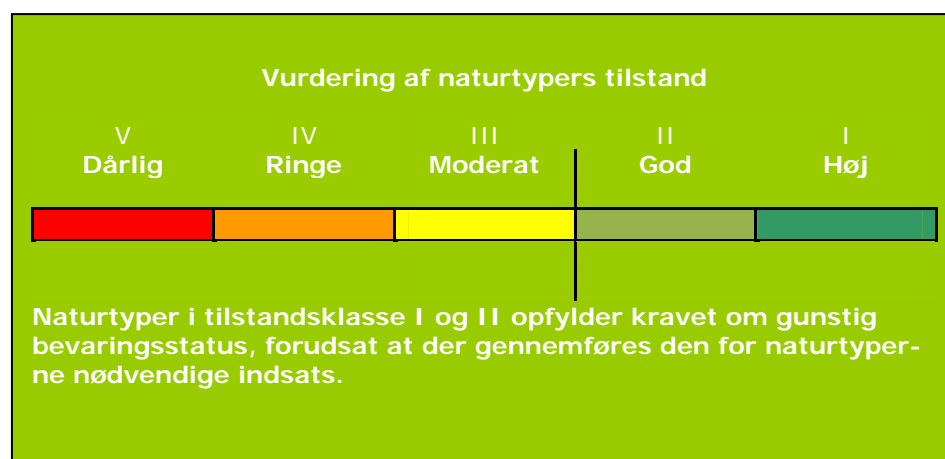 Vurdering af naturtypers tilstand
V IV III II I
Dårlig Ringe Moderat God Høj
Naturtyper i tilstandsklasse I og II opfylder kravet om gunstig
bevaringsstatus, forudsat at der gennemføres den for naturtyper-
ne nødvendige indsats.